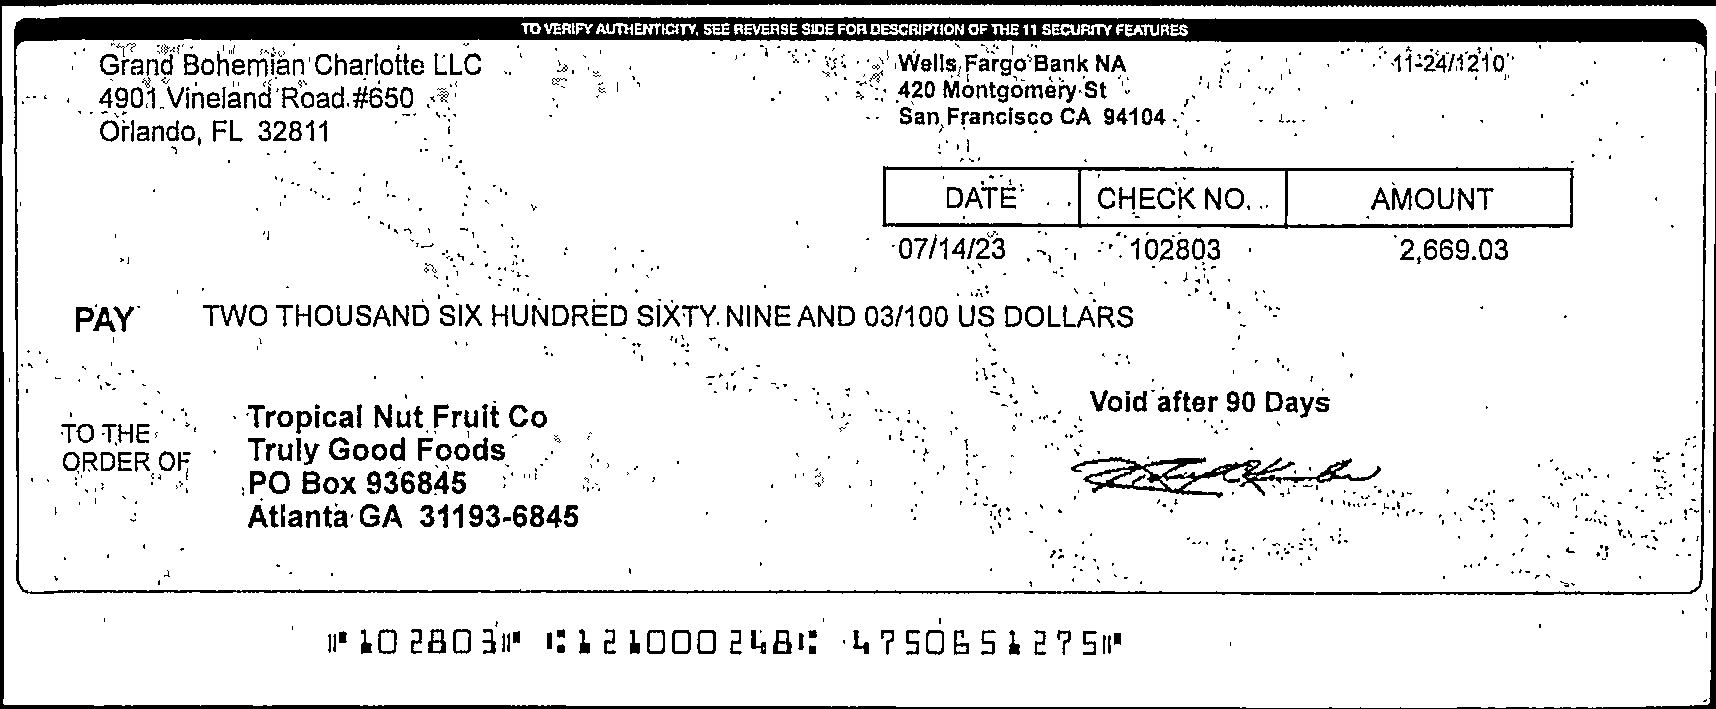 TO VERIFY AUTHENTICITY, SEE REVERSE SIDE FOR DESCRIPTION OF THE 11 SECURITY FEATURES
Grand Bohemian Charlotte LLC
4901 Vineland Road #650
Orlando, FL 32811
Wells Fargo Bank NA
420 Montgomery St
San Francisco CA 94104
11-24/1210
DATE CHECK NO. AMOUNT
07/14/23 102803 2,669.03
PAY TWO THOUSAND SIX HUNDRED SIXTY NINE AND 03/100 US DOLLARS
Void after 90 Days
TO THE
ORDER OF
Tropical Nut Fruit Co
Truly Good Foods
PO Box 936845
Atlanta GA 31193-6845
⑈102803⑈ ⑆121000248⑆ 4750651275⑈